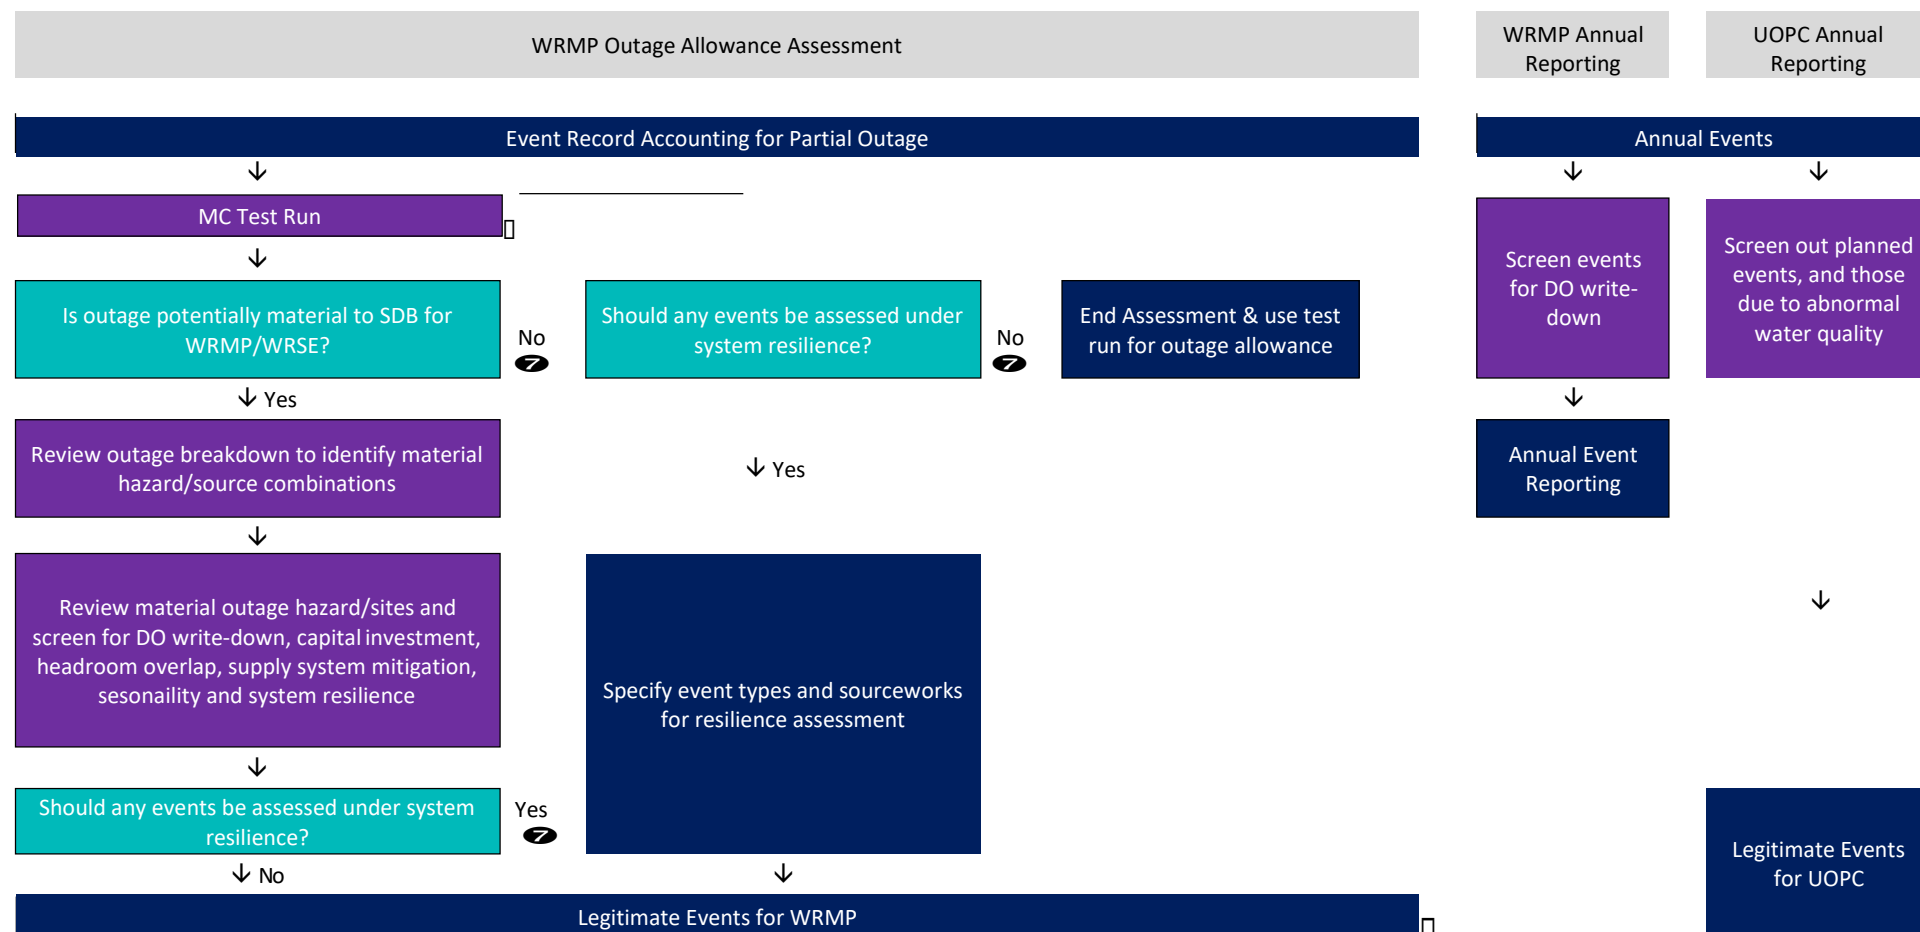 WRMP Outage Allowance Assessment
WRMP Annual
Reporting
UOPC Annual
Reporting
Event Record Accounting for Partial Outage
Annual Events
MC Test Run
Screen events
for DO write-
down
Screen out planned
events, and those
due to abnormal
water quality
Is outage potentially material to SDB for
WRMP/WRSE?
No
7
Should any events be assessed under
system resilience?
No
7
End Assessment & use test
run for outage allowance
Yes
Review outage breakdown to identify material
hazard/source combinations
Yes
Annual Event
Reporting
Review material outage hazard/sites and
screen for DO write-down, capital investment,
headroom overlap, supply system mitigation,
sesonaility and system resilience
Specify event types and sourceworks
for resilience assessment
Should any events be assessed under system
resilience?
Yes
7
No
Legitimate Events
for UOPC
Legitimate Events for WRMP